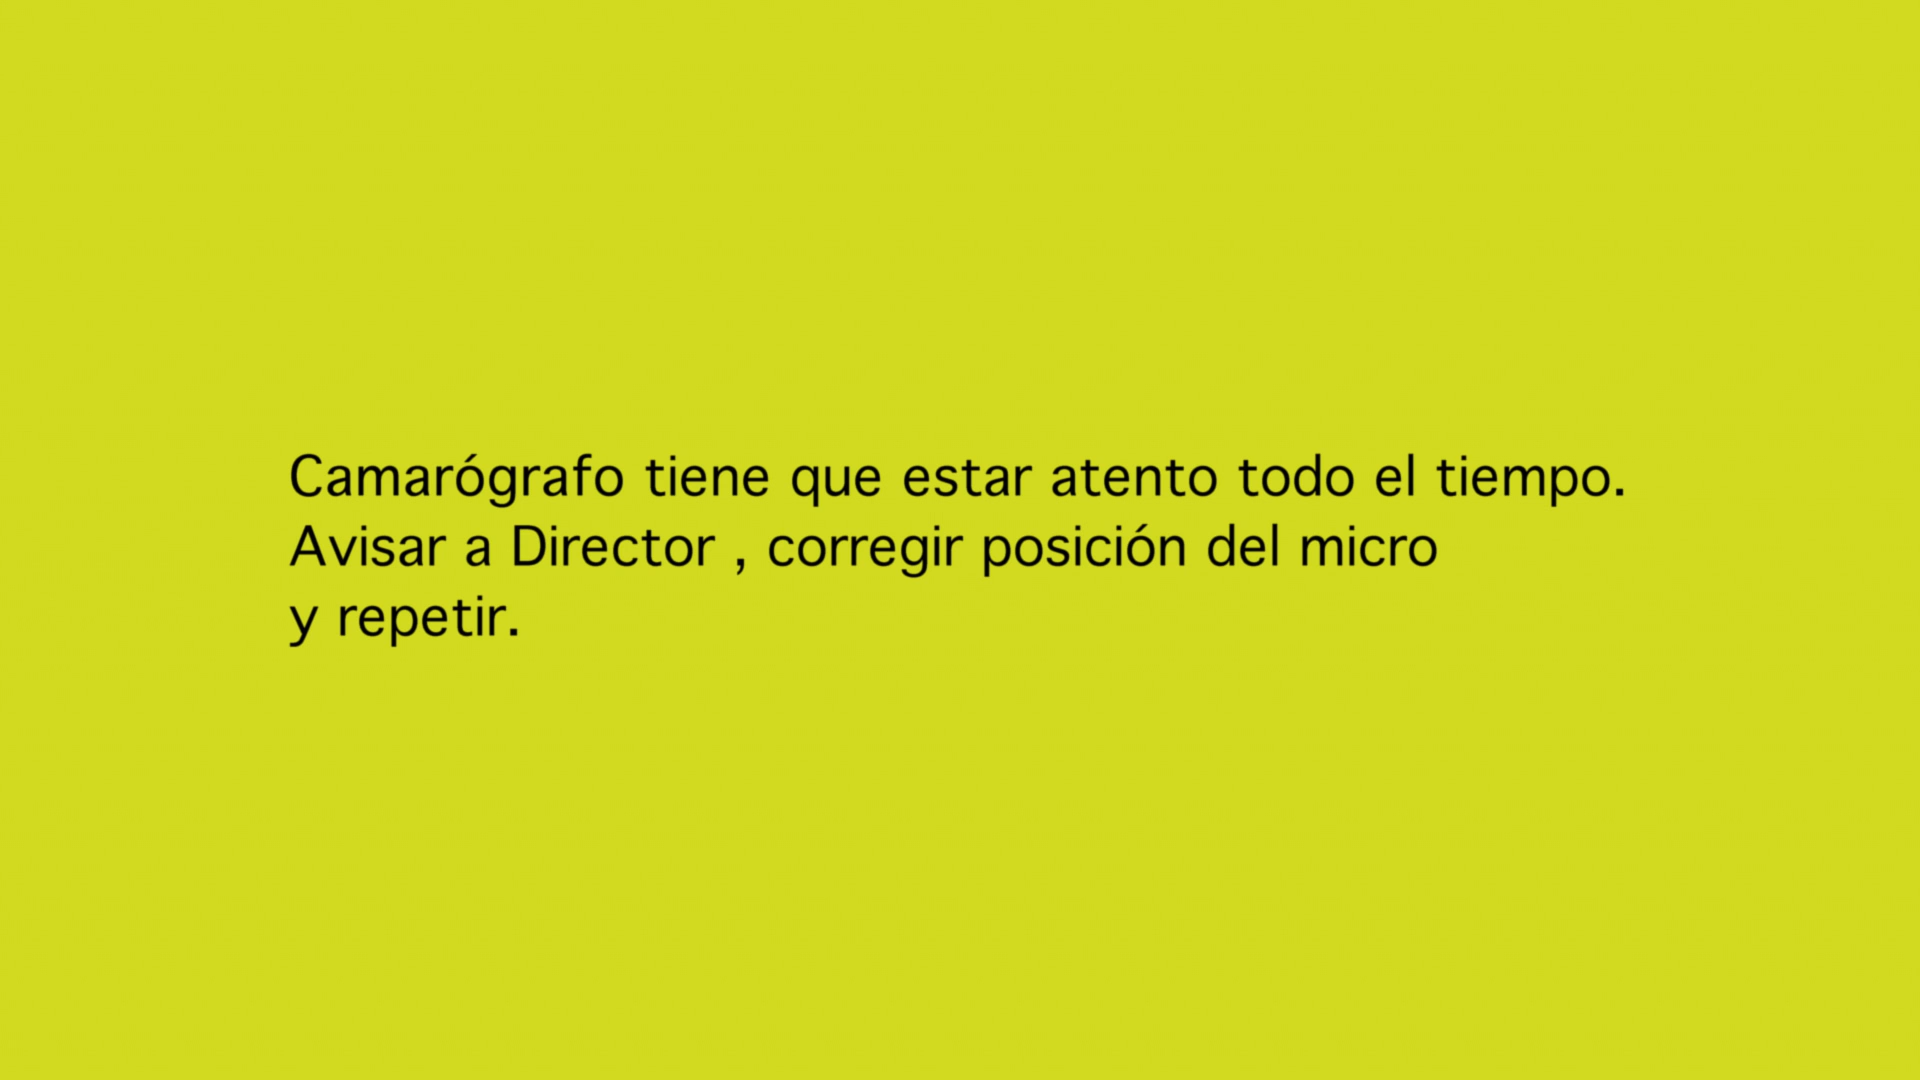 Camarógrafo tiene que estar atento todo el tiempo.
Avisar a Director , corregir posición del micro
y repetir.